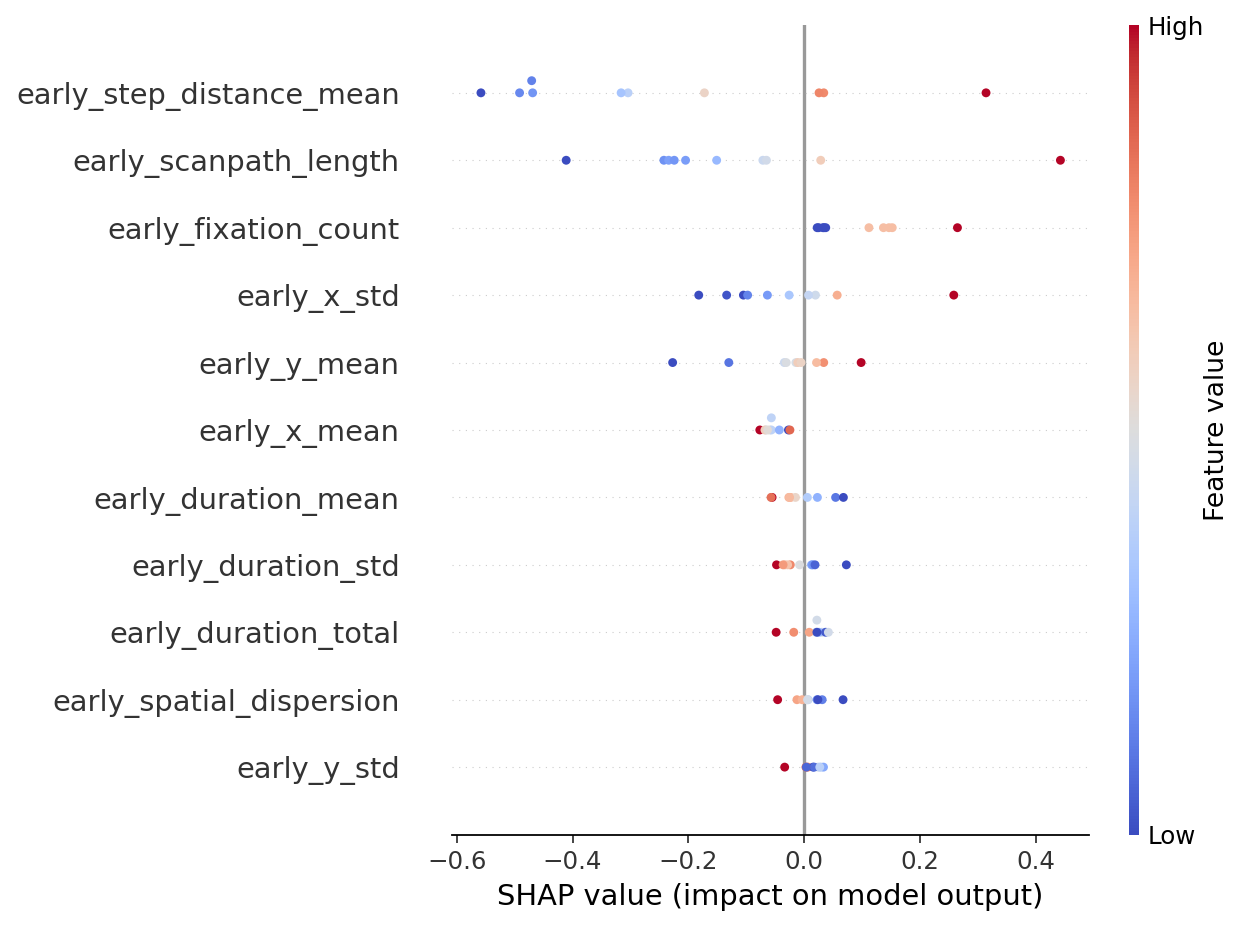 High
early_step_distance_mean
early_scanpath_length
early_fixation_count
early_x_std
early_y_mean
early_x_mean
early_duration_mean
early_duration_std
early_duration_total
early_spatial_dispersion
early_y_std
Feature value
Low
−0.6 −0.4 −0.2 0.0 0.2 0.4
SHAP value (impact on model output)